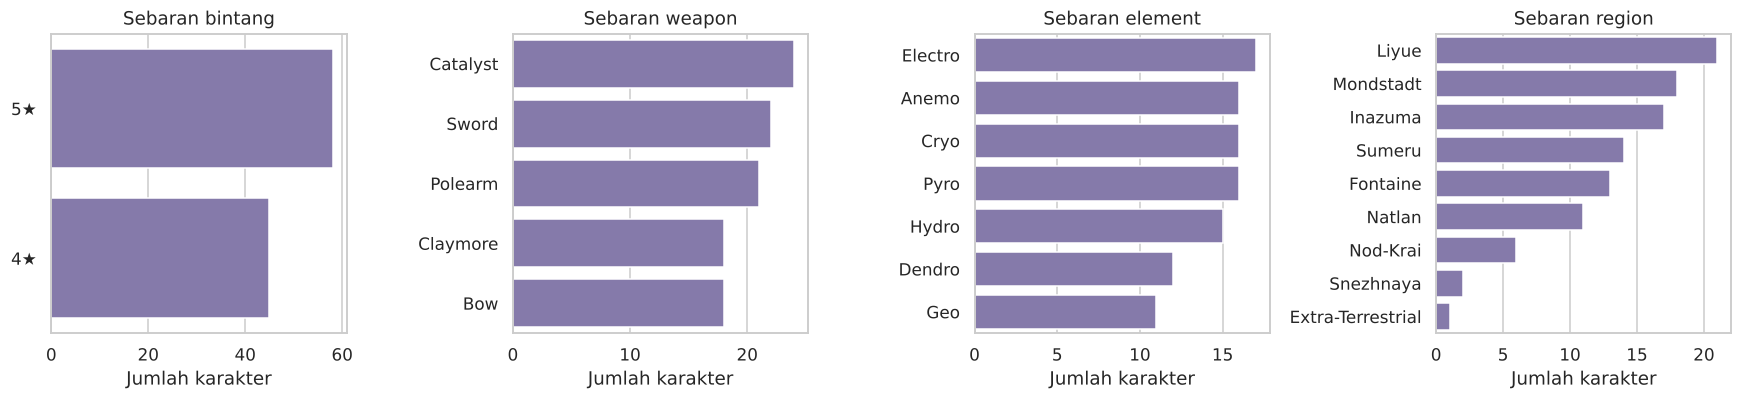 Sebaran bintang
5★
4★
0 20 40 60
Jumlah karakter
Sebaran weapon
Catalyst
Sword
Polearm
Claymore
Bow
0 10 20
Jumlah karakter
Sebaran element
Electro
Anemo
Cryo
Pyro
Hydro
Dendro
Geo
0 5 10 15
Jumlah karakter
Sebaran region
Liyue
Mondstadt
Inazuma
Sumeru
Fontaine
Natlan
Nod-Krai
Snezhnaya
Extra-Terrestrial
0 5 10 15 20
Jumlah karakter